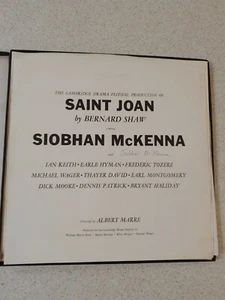 THE CAMBRIDGE DRAMA FESTIVAL PRODUCTION OF
SAINT JOAN
by BERNARD SHAW
SIOBHAN McKENNA
IAN KEITH • EARLE HYMAN • FREDERIC TOZERE
MICHAEL WAGER • THAYER DAVID • EARL MONTGOMERY
DICK MOORE • DENNIS PATRICK • BRYANT HALIDAY
Directed by ALBERT MARRE